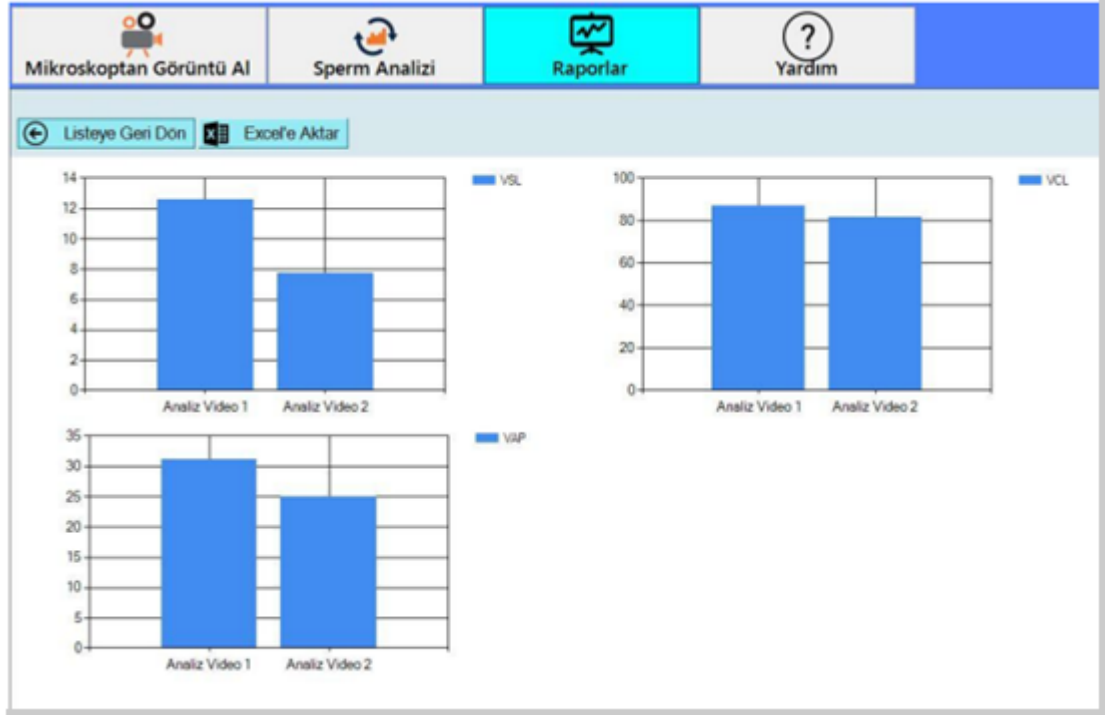 Mikroskoptan Görüntü Al
Sperm Analizi
Raporlar
?
Yardım
Listeye Geri Dön
Excel'e Aktar
14
12
10
8
6
4
2
0
Analiz Video 1
Analiz Video 2
VSL
100
80
60
40
20
0
Analiz Video 1
Analiz Video 2
VCL
35
30
25
20
15
10
5
0
Analiz Video 1
Analiz Video 2
VAP